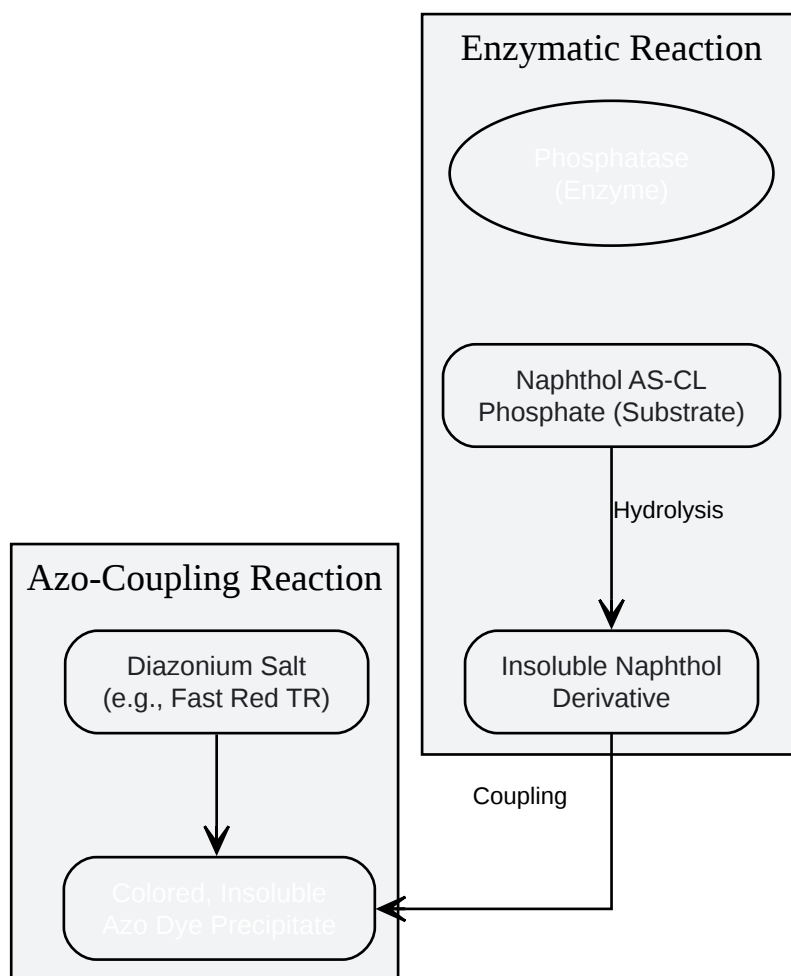 Enzymatic Reaction
Phosphatase
(Enzyme)
Naphthol AS-CL
Phosphate (Substrate)
Hydrolysis
Insoluble Naphthol
Derivative
Coupling
Azo-Coupling Reaction
Diazonium Salt
(e.g., Fast Red TR)
Colored, Insoluble
Azo Dye Precipitate